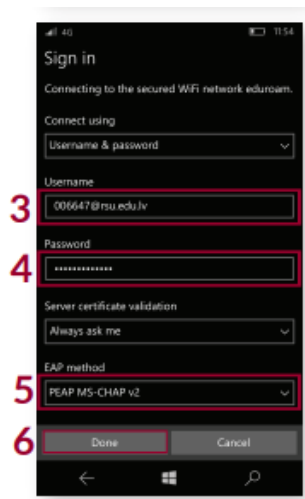 4G 11:54
Sign in
Connecting to the secured WiFi network eduroam.
Connect using
Username & password
Username
3 006647@rsu.edu.lv
Password
4 •••••••••••••
Server certificate validation
Always ask me
EAP method
5 PEAP MS-CHAP v2
6 Done Cancel